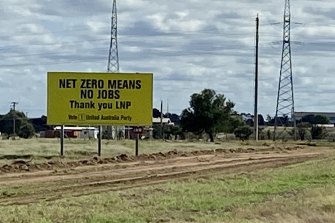 NET ZERO MEANS
NO JOBS
Thank you LNP
Vote 1 United Australia Party